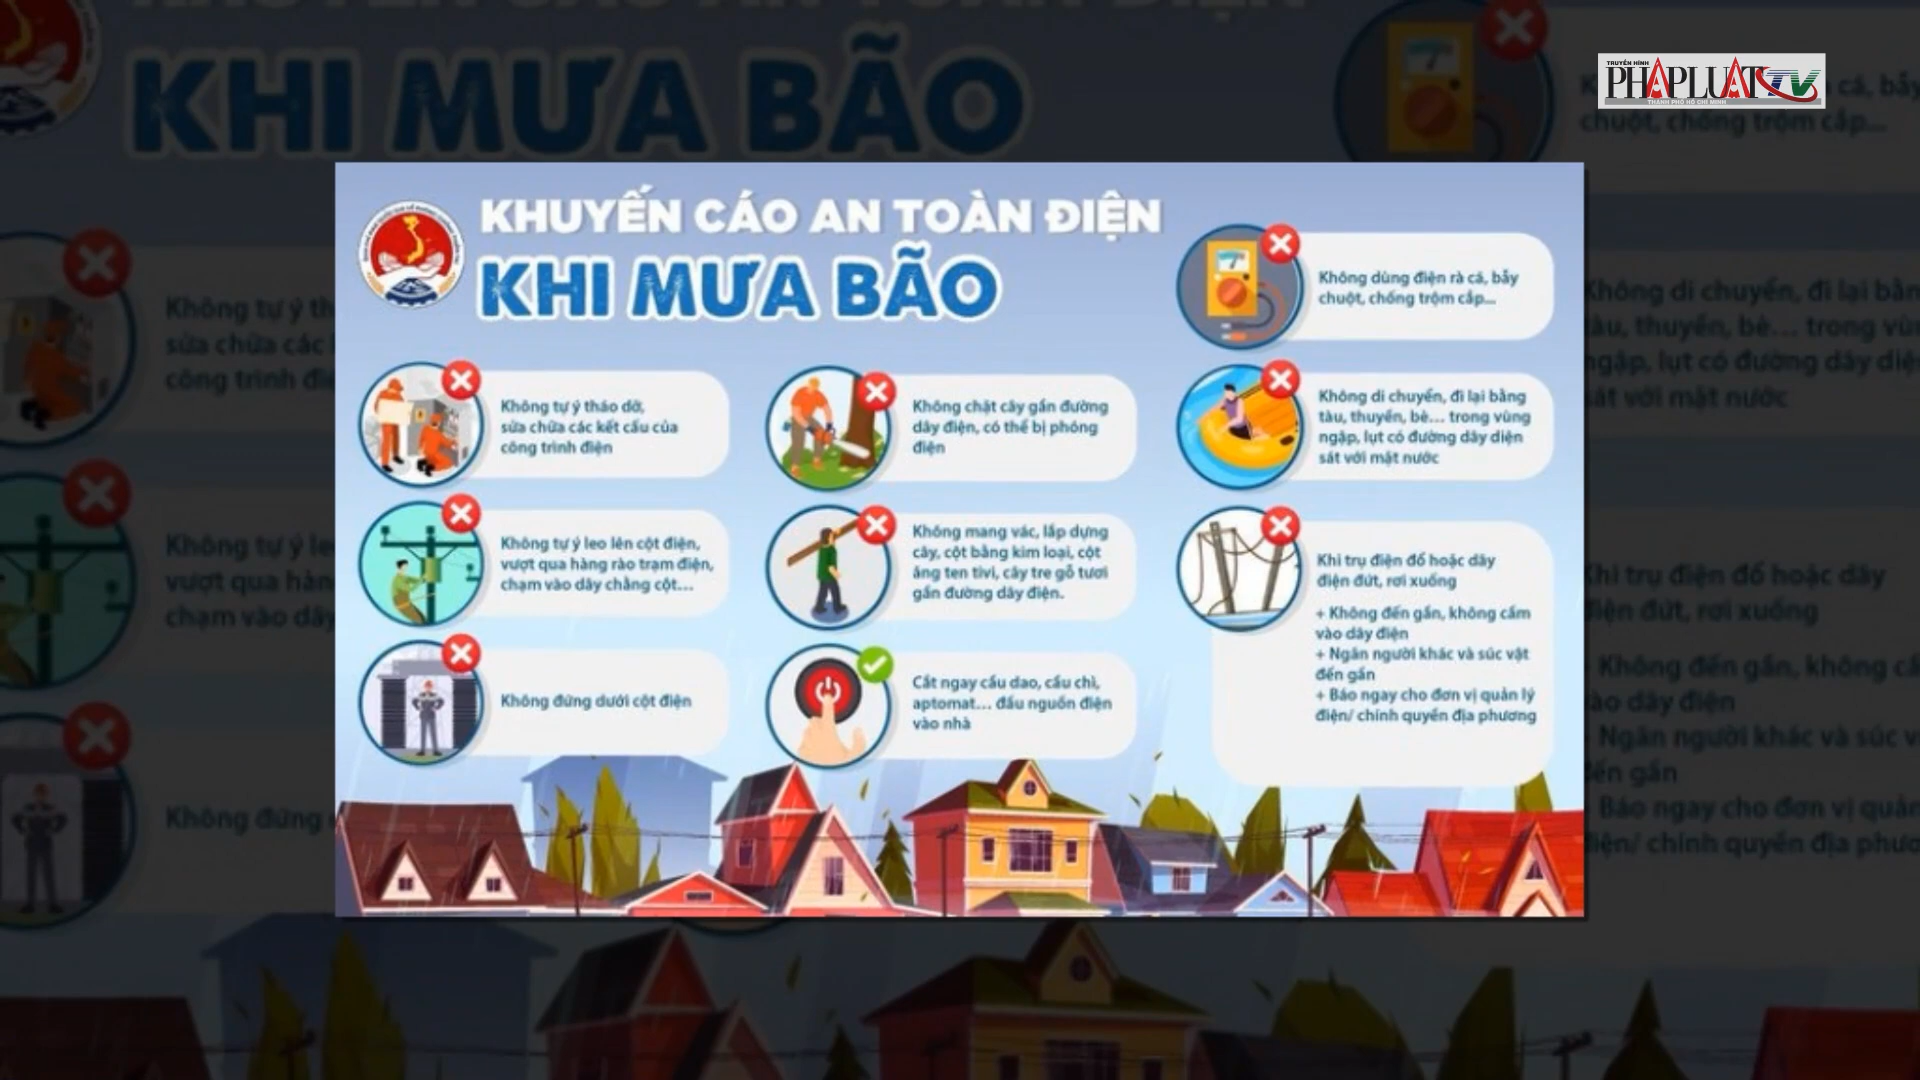 TRUYỀN HÌNH
PHÁP LUẬT TV
THÀNH PHỐ HỒ CHÍ MINH
KHUYẾN CÁO AN TOÀN ĐIỆN
KHI MƯA BÃO
Không tự ý tháo dỡ,
sửa chữa các kết cấu của
công trình điện
Không tự ý leo lên cột điện,
vượt qua hàng rào trạm điện,
chạm vào dây chằng cột...
Không đứng dưới cột điện
Không chặt cây gần đường
dây điện, có thể bị phóng
điện
Không mang vác, lắp dựng
cây, cột bằng kim loại, cột
ăng ten tivi, cây tre gỗ tươi
gần đường dây điện.
Cắt ngay cầu dao, cầu chì,
aptomat... đầu nguồn điện
vào nhà
Không dùng điện rà cá, bẫy
chuột, chống trộm cắp...
Không di chuyển, đi lại bằng
tàu, thuyền, bè... trong vùng
ngập, lụt có đường dây diện
sát với mặt nước
Khi trụ điện đổ hoặc dây
điện đứt, rơi xuống
+ Không đến gần, không cầm
vào dây điện
+ Ngăn người khác và súc vật
đến gần
+ Báo ngay cho đơn vị quản lý
điện/ chính quyền địa phương